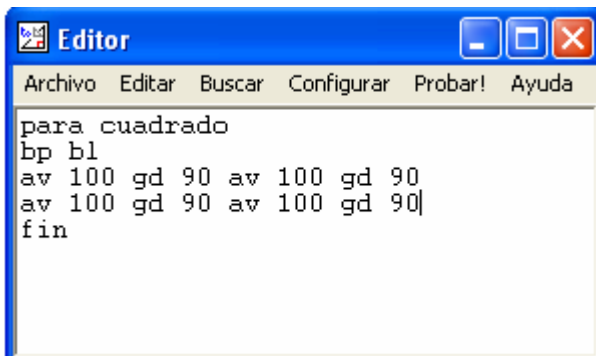 Editor
Archivo Editar Buscar Configurar Probar! Ayuda
para cuadrado
bp bl
av 100 gd 90 av 100 gd 90
av 100 gd 90 av 100 gd 90
fin